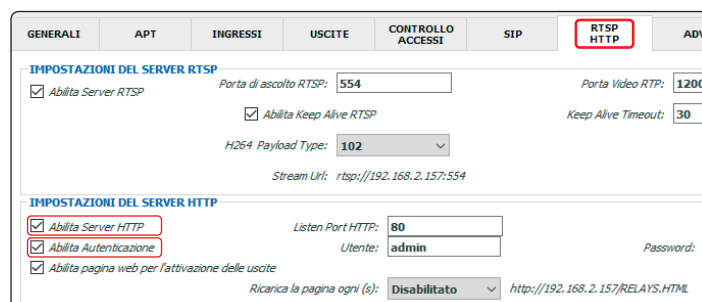 GENERALI APT INGRESSI USCITE CONTROLLO ACCESSI SIP RTSP HTTP
IMPOSTAZIONI DEL SERVER RTSP
Abilita Server RTSP Porta di ascolto RTSP: 554 Porta Video RTP:
Abilita Keep Alive RTSP Keep Alive Timeout: 30
H264 Payload Type: 102
Stream Url: rtsp://192.168.2.157:554
IMPOSTAZIONI DEL SERVER HTTP
Abilita Server HTTP Listen Port HTTP: 80
Abilita Autenticazione Utente: admin Password:
Abilita pagina web per l'attivazione delle uscite
Ricarica la pagina ogni (s): Disabilitato http://192.168.2.157/RELAYS.HTML